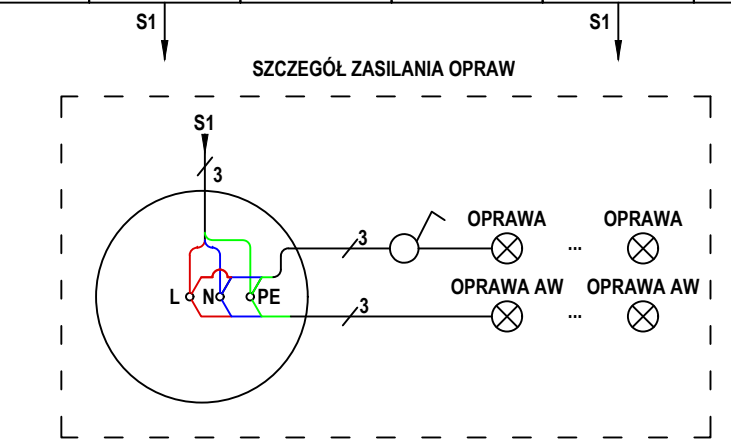 S1 S1
SZCZEGÓŁ ZASILANIA OPRAW
S1
3
3 OPRAWA ... OPRAWA
L N PE
3 OPRAWA AW ... OPRAWA AW